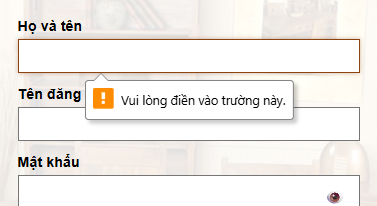 Họ và tên
Vui lòng điền vào trường này.
Tên đăng
Mật khẩu